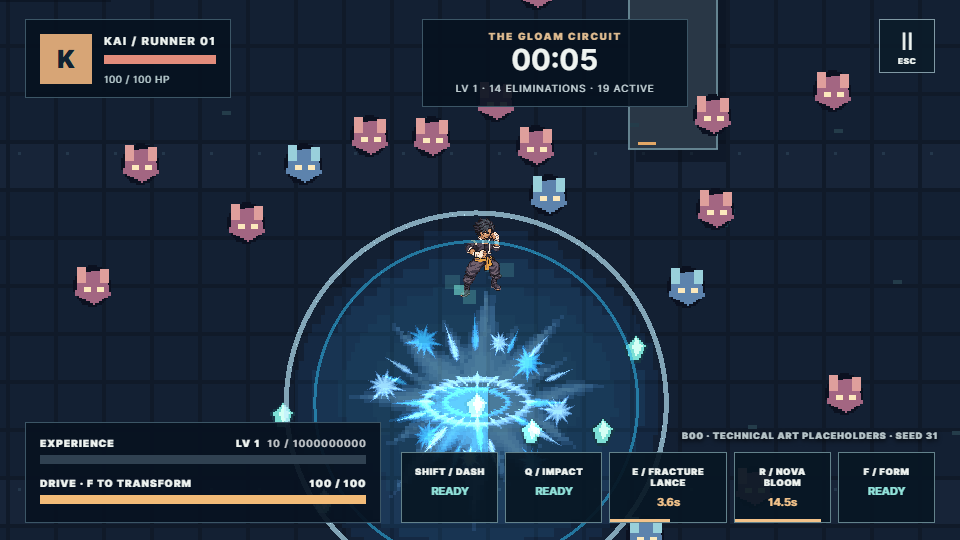 K
KAI / RUNNER 01
100 / 100 HP
THE GLOAM CIRCUIT
00:05
LV 1 · 14 ELIMINATIONS · 19 ACTIVE
ESC
EXPERIENCE
LV 1 10 / 1000000000
DRIVE · F TO TRANSFORM
100 / 100
B00 · TECHNICAL ART PLACEHOLDERS · SEED 31
SHIFT / DASH
READY
Q / IMPACT
READY
E / FRACTURE
LANCE
3.6s
R / NOVA
BLOOM
14.5s
F / FORM
READY